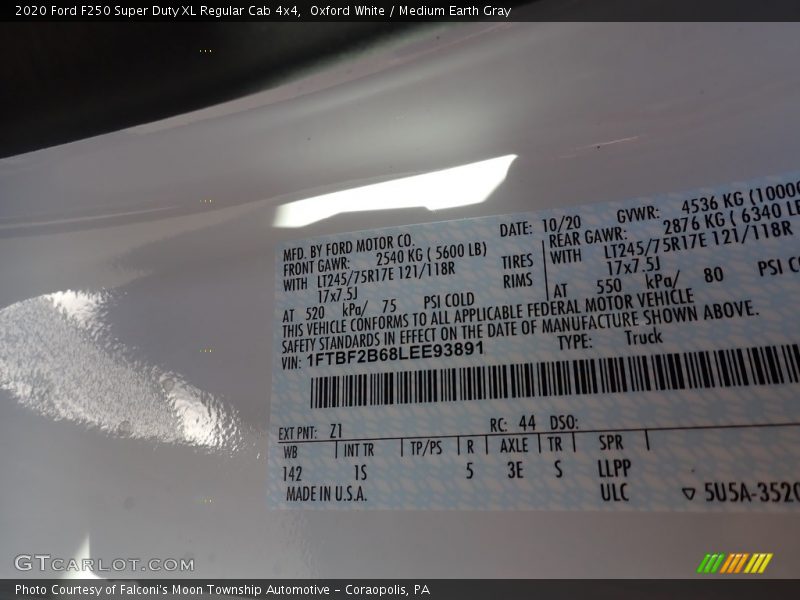 2020 Ford F250 Super Duty XL Regular Cab 4x4,  Oxford White / Medium Earth Gray
MFD. BY FORD MOTOR CO. DATE: 10/20 GVWR: 4536 KG (10000
FRONT GAWR: 2540 KG ( 5600 LB) REAR GAWR: 2876 KG ( 6340 LB
WITH LT245/75R17E 121/118R TIRES WITH LT245/75R17E 121/118R
17x7.5J RIMS 17x7.5J
AT 520 kPa/ 75 PSI COLD AT 550 kPa/ 80 PSI CO
THIS VEHICLE CONFORMS TO ALL APPLICABLE FEDERAL MOTOR VEHICLE
SAFETY STANDARDS IN EFFECT ON THE DATE OF MANUFACTURE SHOWN ABOVE.
VIN: 1FTBF2B68LEE93891 TYPE: Truck
EXT PNT: Z1 RC: 44 DSO:
WB INT TR TP/PS R AXLE TR SPR
142 1S 5 3E S LLPP
MADE IN U.S.A. ULC ▽ 5U5A-3520
GTCARLOT.COM
Photo Courtesy of Falconi's Moon Township Automotive - Coraopolis, PA